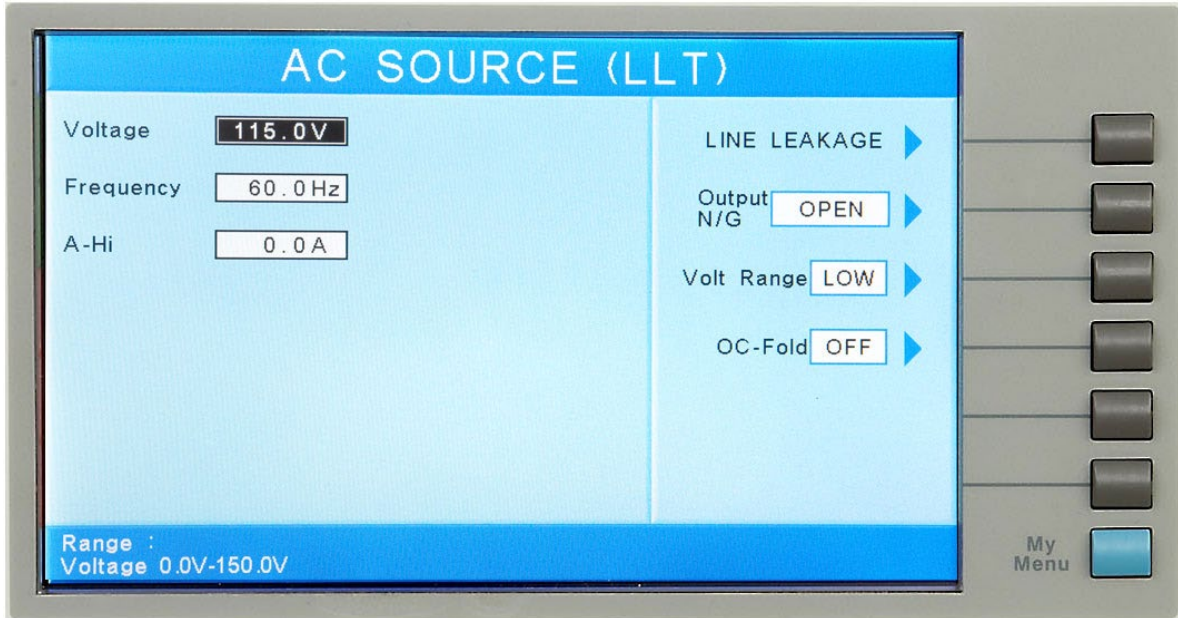 AC SOURCE (LLT)
Voltage 115.0V
Frequency 60.0Hz
A-Hi 0.0A
LINE LEAKAGE
Output
N/G OPEN
Volt Range LOW
OC-Fold OFF
Range :
Voltage 0.0V-150.0V
My
Menu